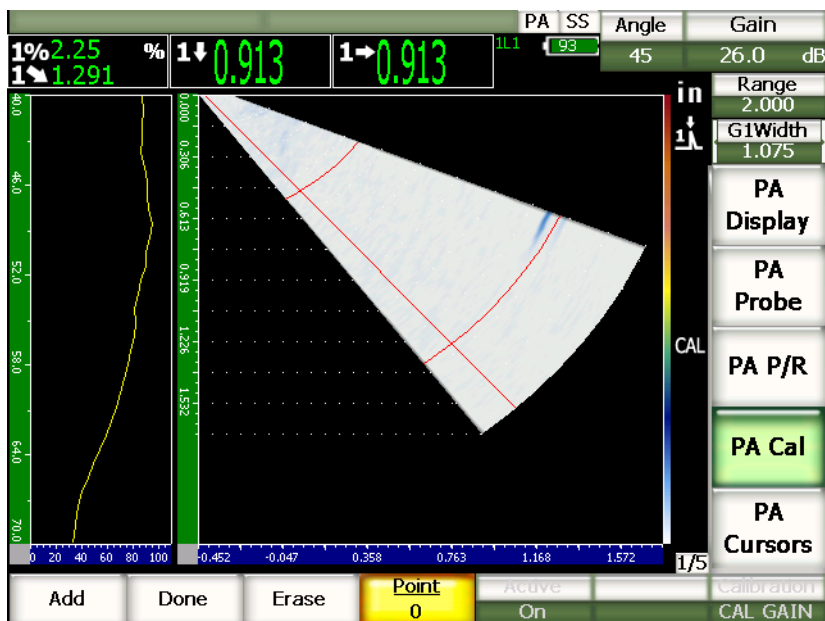 PA SS Angle Gain
1L1 93 45 26.0 dB
1% 2.25 %
1 1.291
1 0.913
1 0.913
in
Range
2.000
1
G1Width
1.075
PA
Display
PA
Probe
CAL
PA P/R
PA Cal
PA
Cursors
1/5
40.0
46.0
52.0
58.0
64.0
70.0
0.000
0.306
0.613
0.919
1.226
1.532
0 20 40 60 80 100
-0.452 -0.047 0.358 0.763 1.168 1.572
Add Done Erase Point Active Calibration
0 On CAL GAIN